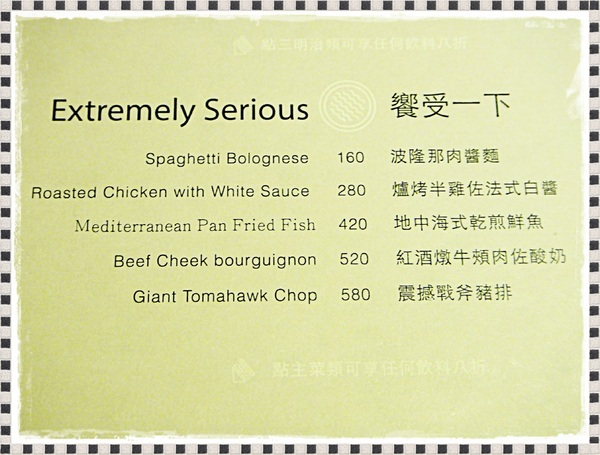 點三明治類可享任何飲料八折
Extremely Serious 饗受一下
Spaghetti Bolognese 160 波隆那肉醬麵
Roasted Chicken with White Sauce 280 爐烤半雞佐法式白醬
Mediterranean Pan Fried Fish 420 地中海式乾煎鮮魚
Beef Cheek bourguignon 520 紅酒燉牛頰肉佐酸奶
Giant Tomahawk Chop 580 震撼戰斧豬排
點主菜類可享任何飲料八折